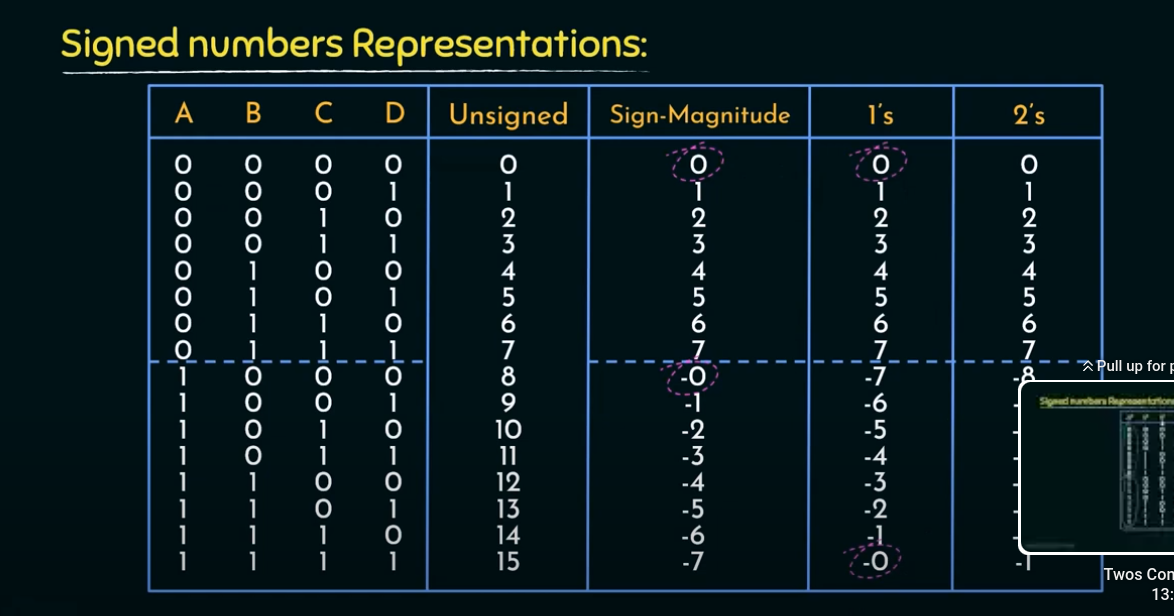 Signed numbers Representations:
A B C D Unsigned Sign-Magnitude 1's 2's
0 0 0 0 0 0 0 0
0 0 0 1 1 1 1 1
0 0 1 0 2 2 2 2
0 0 1 1 3 3 3 3
0 1 0 0 4 4 4 4
0 1 0 1 5 5 5 5
0 1 1 0 6 6 6 6
0 1 1 1 7 7 7 7
1 0 0 0 8 -0 -7 -8
Pull up for p
1 0 0 1 9 -1 -6 -
Signed numbers Representations
1 0 1 0 10 -2 -5 -
1 0 1 1 11 -3 -4 -
1 1 0 0 12 -4 -3 -
1 1 0 1 13 -5 -2 -
1 1 1 0 14 -6 -1 -
1 1 1 1 15 -7 -0 -1
Twos Con
13: